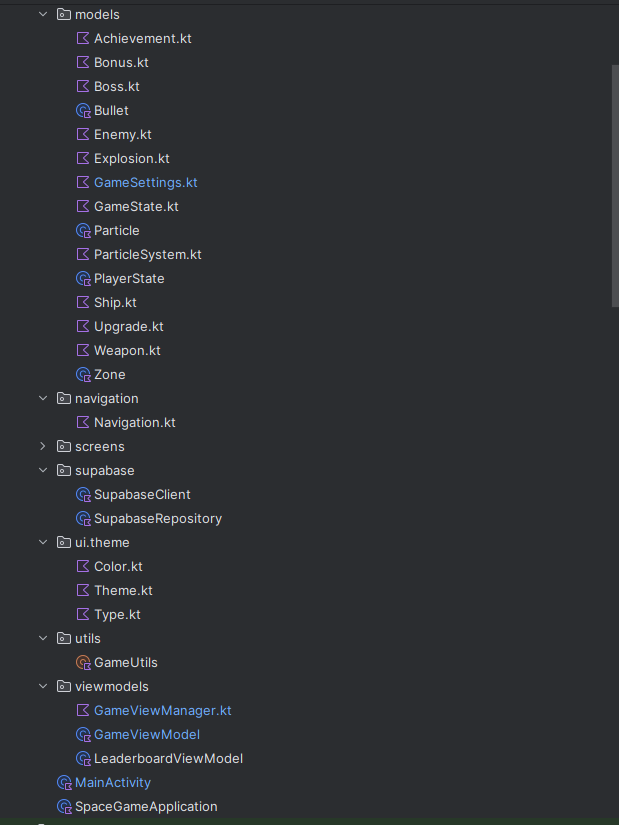 models
Achievement.kt
Bonus.kt
Boss.kt
Bullet
Enemy.kt
Explosion.kt
GameSettings.kt
GameState.kt
Particle
ParticleSystem.kt
PlayerState
Ship.kt
Upgrade.kt
Weapon.kt
Zone
navigation
Navigation.kt
screens
supabase
SupabaseClient
SupabaseRepository
ui.theme
Color.kt
Theme.kt
Type.kt
utils
GameUtils
viewmodels
GameViewManager.kt
GameViewModel
LeaderboardViewModel
MainActivity
SpaceGameApplication